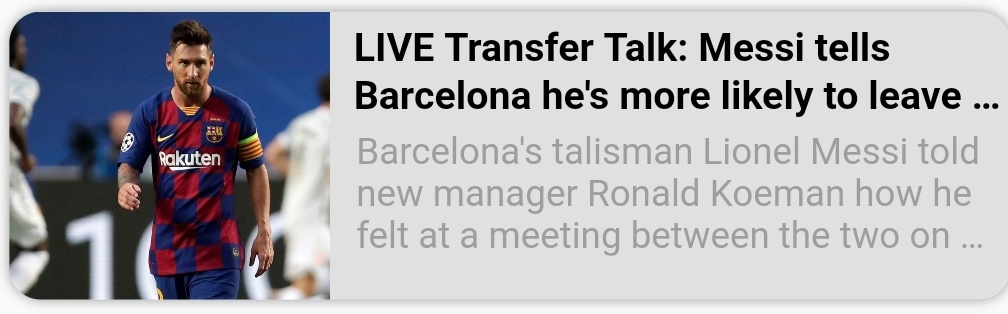 LIVE Transfer Talk: Messi tells
Barcelona he's more likely to leave ...
Barcelona's talisman Lionel Messi told
new manager Ronald Koeman how he
felt at a meeting between the two on ...
Rakuten